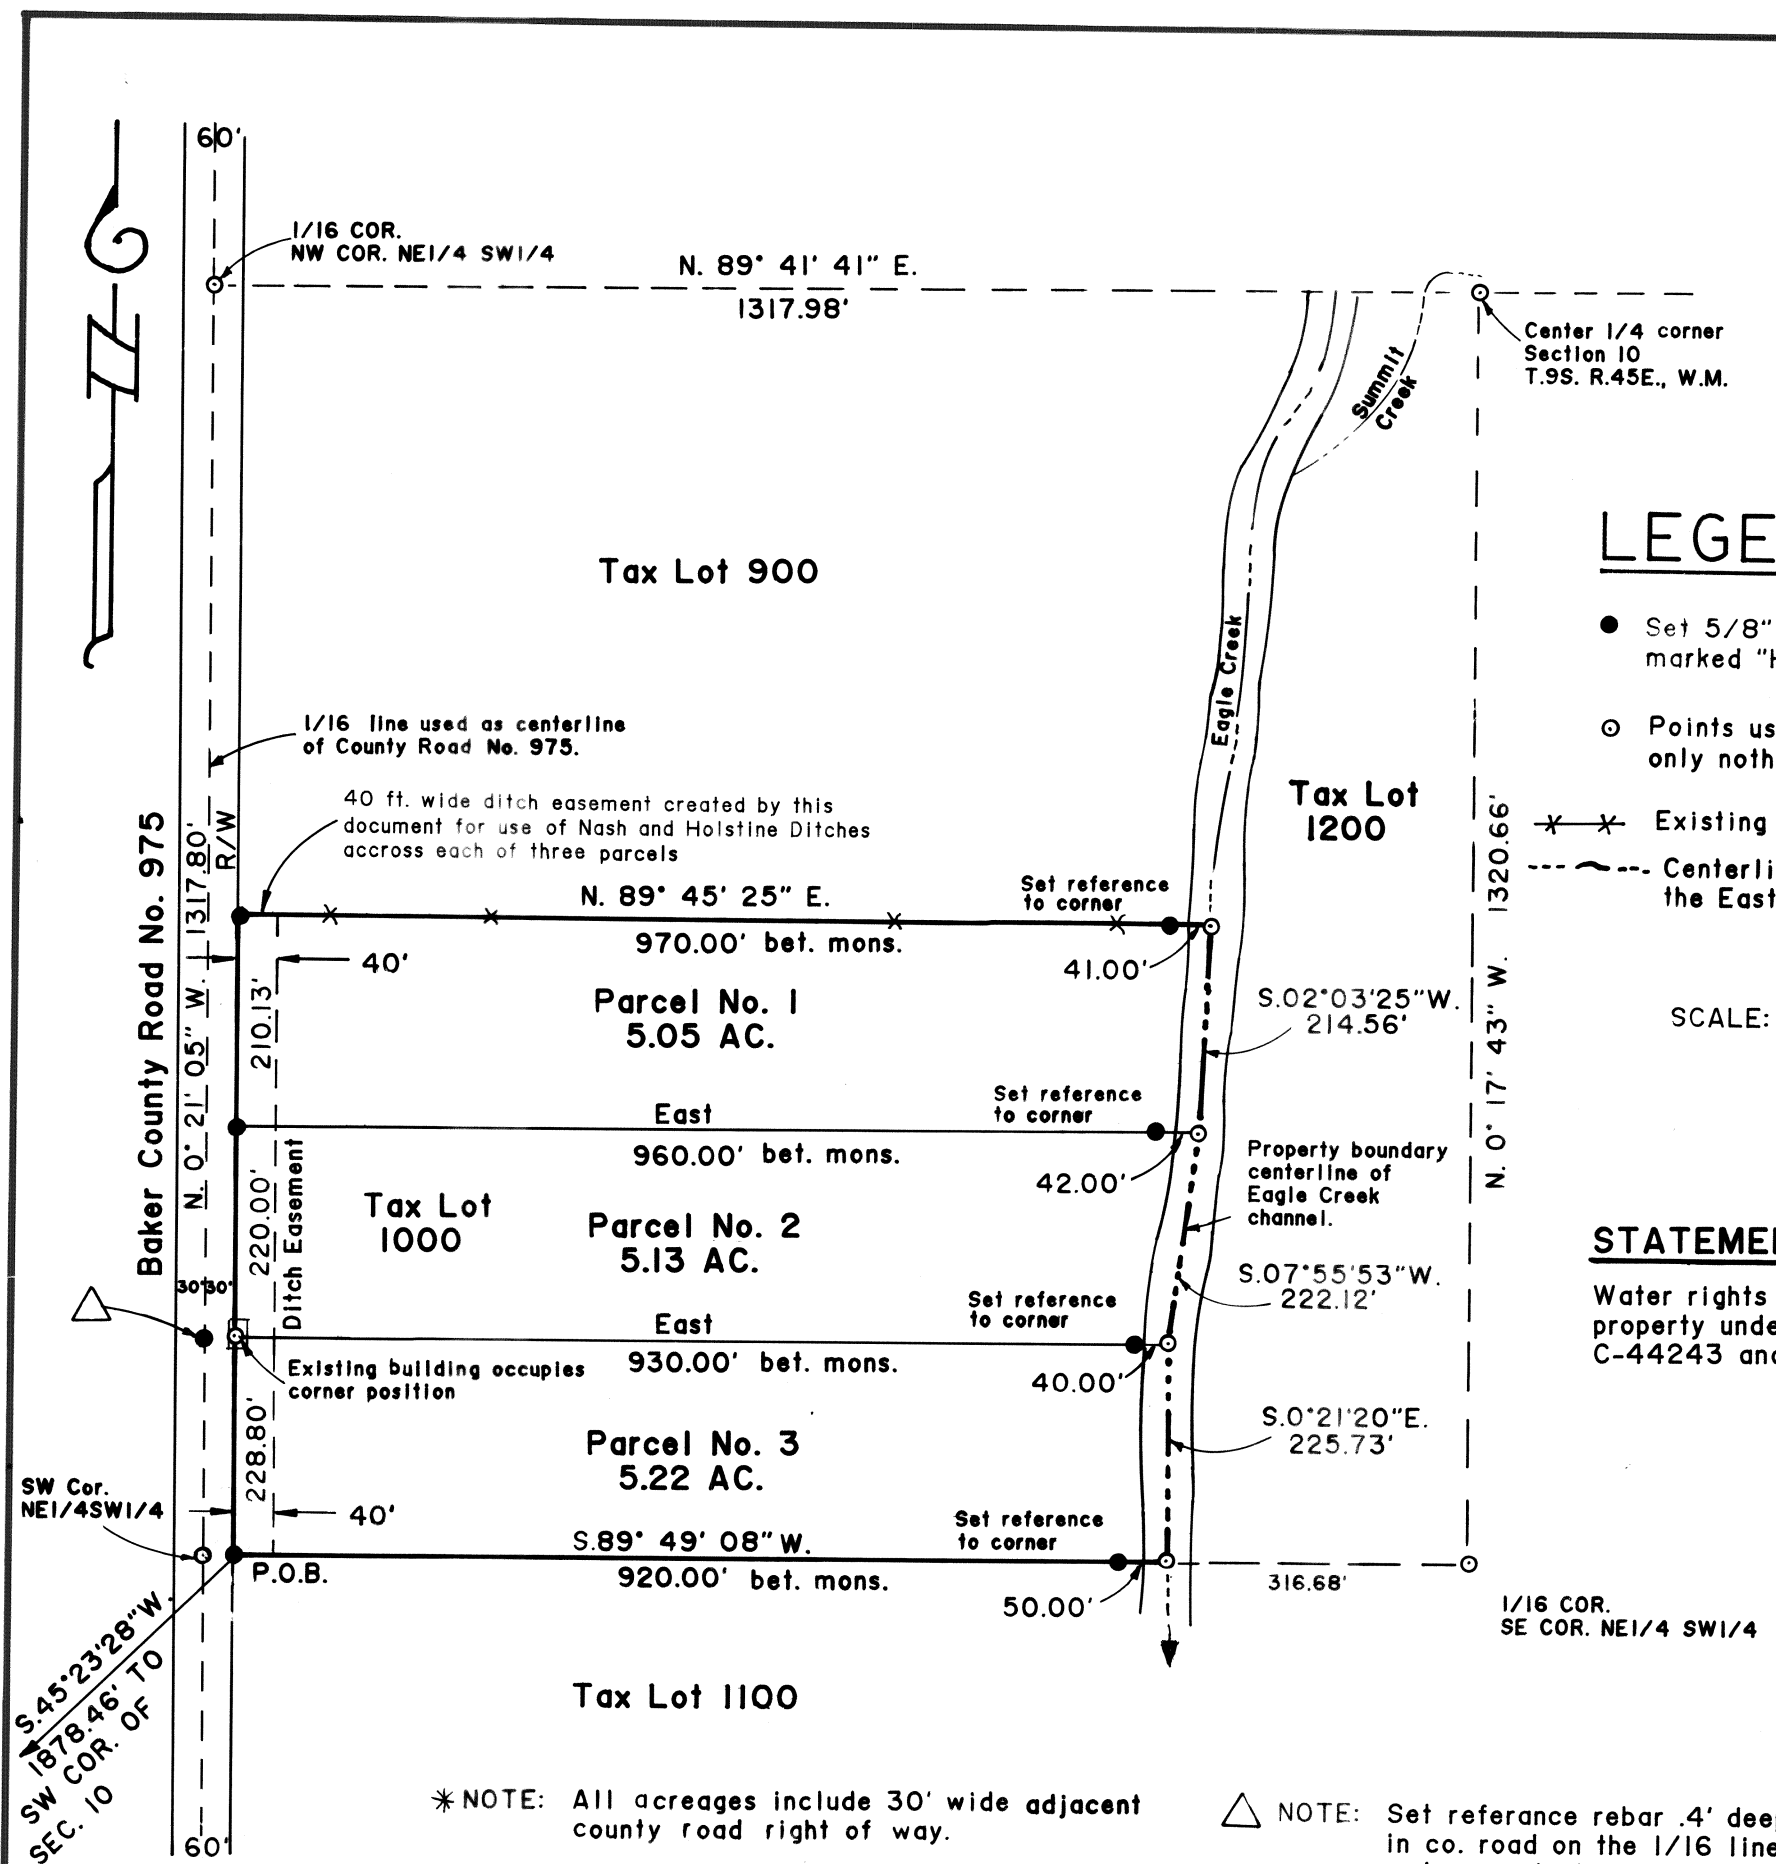 60'
1/16 COR.
NW COR. NE1/4 SW1/4
N. 89° 41' 41" E.
1317.98'
Center 1/4 corner
Section 10
T.9S. R.45E., W.M.
Summit
Creek
N
LEGE
Tax Lot 900
Set 5/8"
marked "H
Eagle Creek
Points us
only noth
1/16 line used as centerline
of County Road No. 975.
40 ft. wide ditch easement created by this
document for use of Nash and Holstine Ditches
accross each of three parcels
Tax Lot
1200
Existing
Centerli
the East
Baker County Road No. 975
N. 0° 21' 05" W. 1317.80'
R/W
N. 0° 17' 43" W. 1320.66'
N. 89° 45' 25" E.
970.00' bet. mons.
Set reference
to corner
41.00'
40'
210.13'
Parcel No. 1
5.05 AC.
S.02°03'25"W.
214.56'
SCALE:
East
960.00' bet. mons.
Set reference
to corner
42.00'
Property boundary
centerline of
Eagle Creek
channel.
220.00'
Ditch Easement
Tax Lot
1000
Parcel No. 2
5.13 AC.
STATEME
Water rights
property unde
C-44243 and
S.07°55'53"W.
222.12'
30' 30'
East
930.00' bet. mons.
Set reference
to corner
40.00'
Existing building occupies
corner position
228.80'
Parcel No. 3
5.22 AC.
S.0°21'20"E.
225.73'
SW Cor.
NE1/4SW1/4
40'
S.89° 49' 08" W.
920.00' bet. mons.
Set reference
to corner
50.00'
P.O.B.
316.68'
1/16 COR.
SE COR. NE1/4 SW1/4
S.45°23'28"W.
1878.46' TO
SW COR. OF
SEC. 10
Tax Lot 1100
60'
* NOTE: All acreages include 30' wide adjacent
county road right of way.
NOTE: Set referance rebar .4' deep
in co. road on the 1/16 line